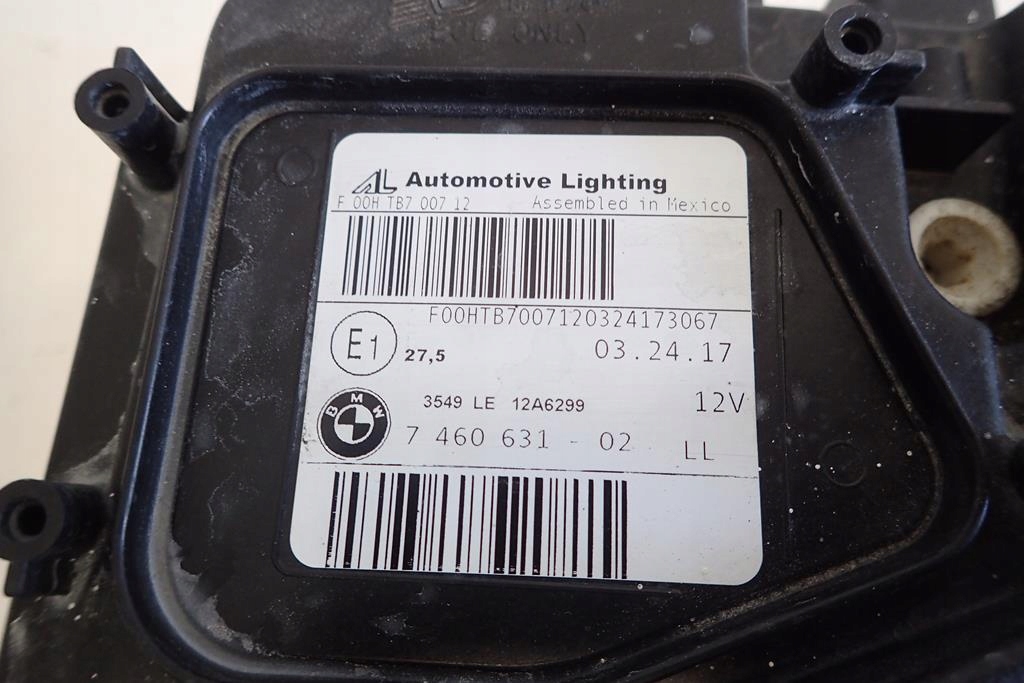 ECE ONLY
AL Automotive Lighting
F 00H TB7 007 12 Assembled in Mexico
F00HTB7007120324173067
E1 27,5 03.24.17
BMW 3549 LE 12A6299 12V
7 460 631 - 02 LL